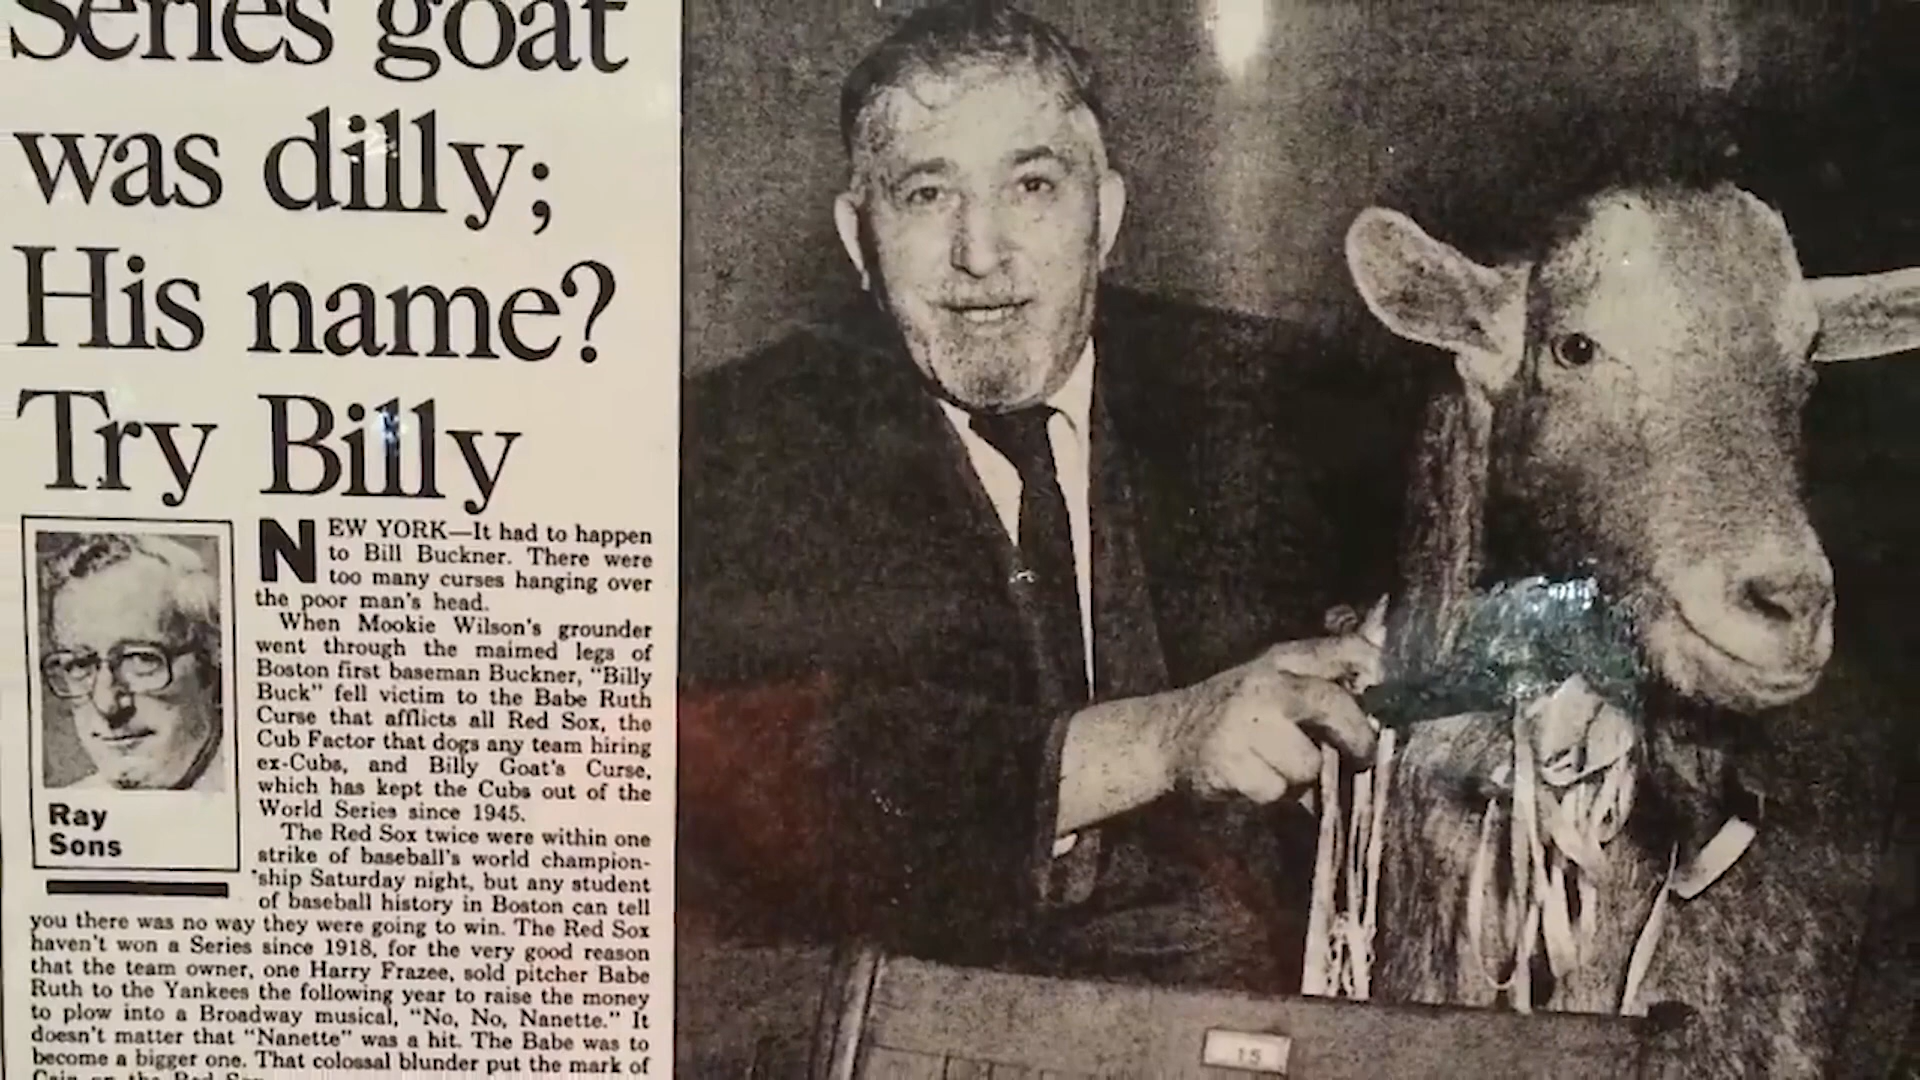 Series goat
was dilly;
His name?
Try Billy
Ray
Sons
NEW YORK—It had to happen
to Bill Buckner. There were
too many curses hanging over
the poor man's head.
When Mookie Wilson's grounder
went through the maimed legs of
Boston first baseman Buckner, "Billy
Buck" fell victim to the Babe Ruth
Curse that afflicts all Red Sox, the
Cub Factor that dogs any team hiring
ex-Cubs, and Billy Goat's Curse,
which has kept the Cubs out of the
World Series since 1945.
The Red Sox twice were within one
strike of baseball's world champion-
ship Saturday night, but any student
of baseball history in Boston can tell
you there was no way they were going to win. The Red Sox
haven't won a Series since 1918, for the very good reason
that the team owner, one Harry Frazee, sold pitcher Babe
Ruth to the Yankees the following year to raise the money
to plow into a Broadway musical, "No, No, Nanette." It
doesn't matter that "Nanette" was a hit. The Babe was to
become a bigger one. That colossal blunder put the mark of
15